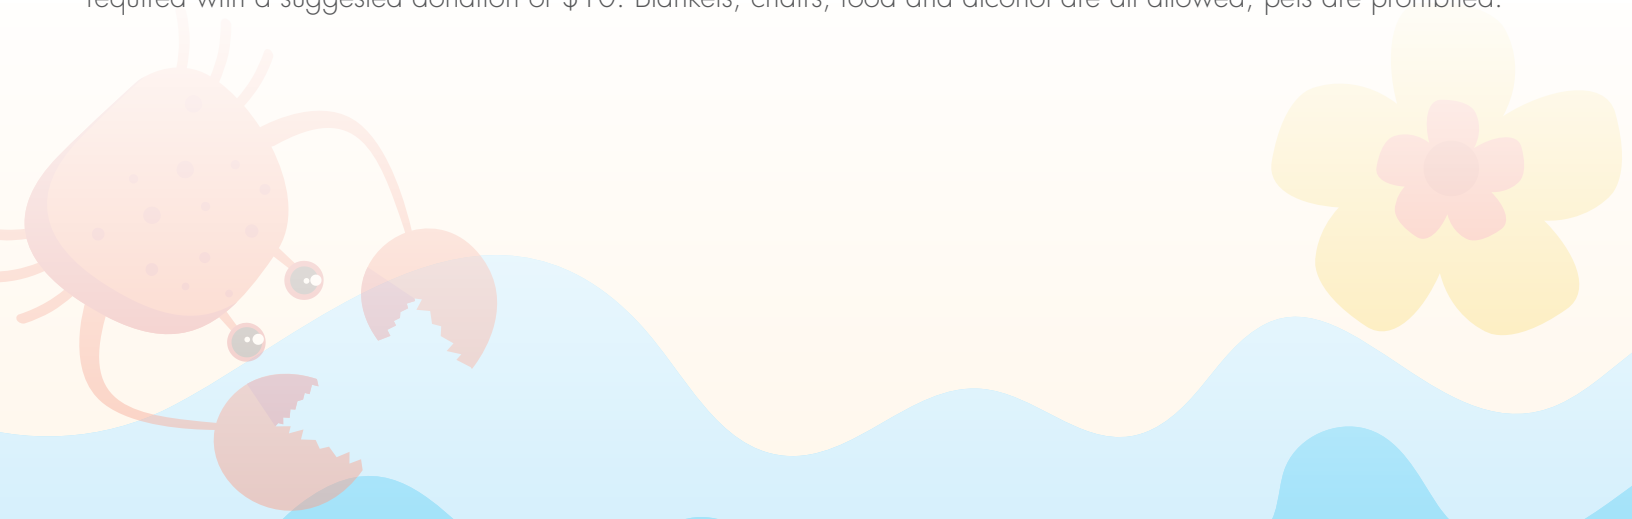 required with a suggested donation of $10. Blankets, chairs, food and alcohol are all allowed, pets are prohibited.